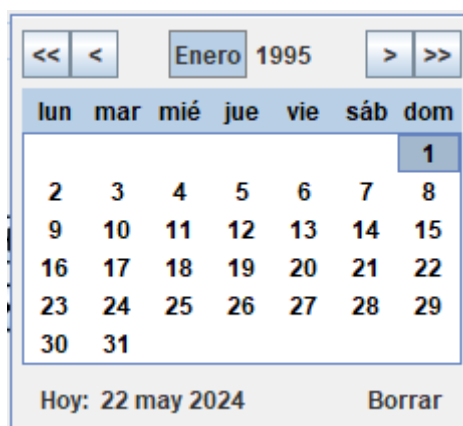 << < Enero 1995 > >>
lun mar mié jue vie sáb dom
1
2 3 4 5 6 7 8
9 10 11 12 13 14 15
16 17 18 19 20 21 22
23 24 25 26 27 28 29
30 31
Hoy: 22 may 2024 Borrar